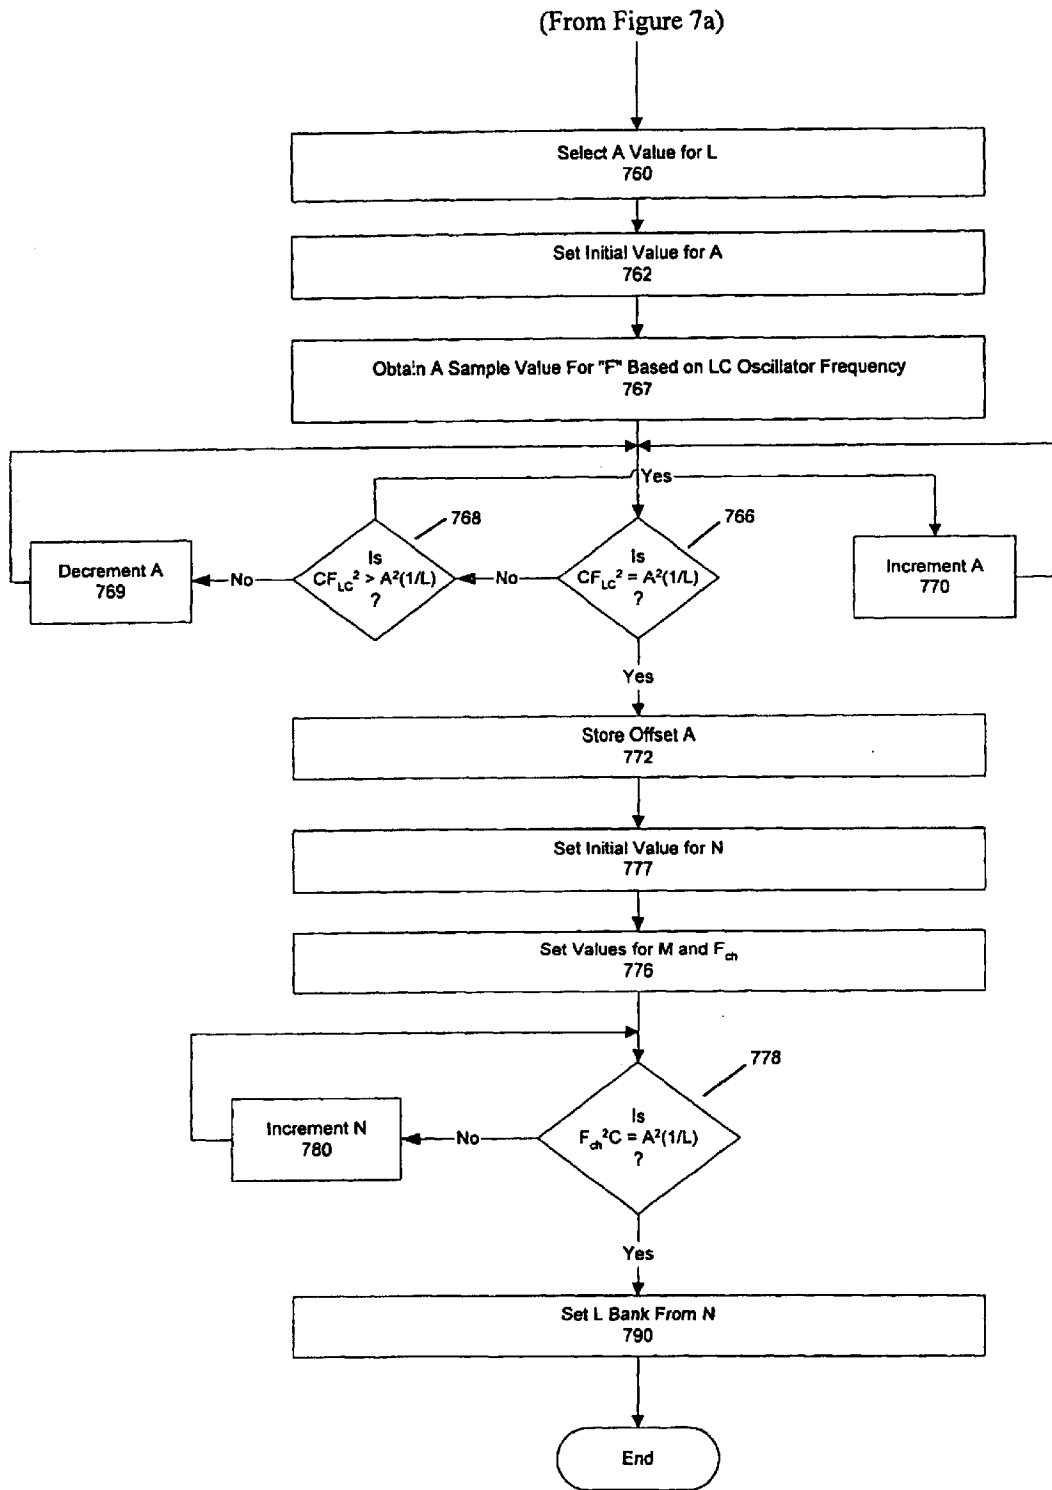 (From Figure 7a)
Select A Value for L
760
Set Initial Value for A
762
Obtain A Sample Value For "F" Based on LC Oscillator Frequency
767
Yes
768
766
Is
CF_LC² > A²(1/L)
?
Is
CF_LC² = A²(1/L)
?
Decrement A
769
No
No
Increment A
770
Yes
Store Offset A
772
Set Initial Value for N
777
Set Values for M and F_ch
776
778
Is
F_ch²C = A²(1/L)
?
Increment N
780
No
Yes
Set L Bank From N
790
End